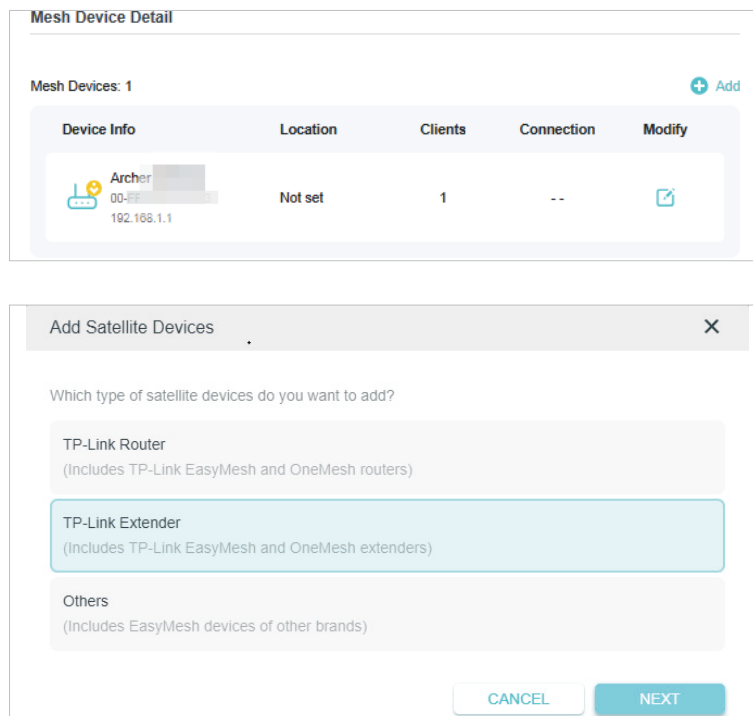 Mesh Device Detail
Mesh Devices: 1
Add
Device Info Location Clients Connection Modify
Archer
00-
Not set 1 --
192.168.1.1
Add Satellite Devices
Which type of satellite devices do you want to add?
TP-Link Router
(Includes TP-Link EasyMesh and OneMesh routers)
TP-Link Extender
(Includes TP-Link EasyMesh and OneMesh extenders)
Others
(Includes EasyMesh devices of other brands)
CANCEL NEXT